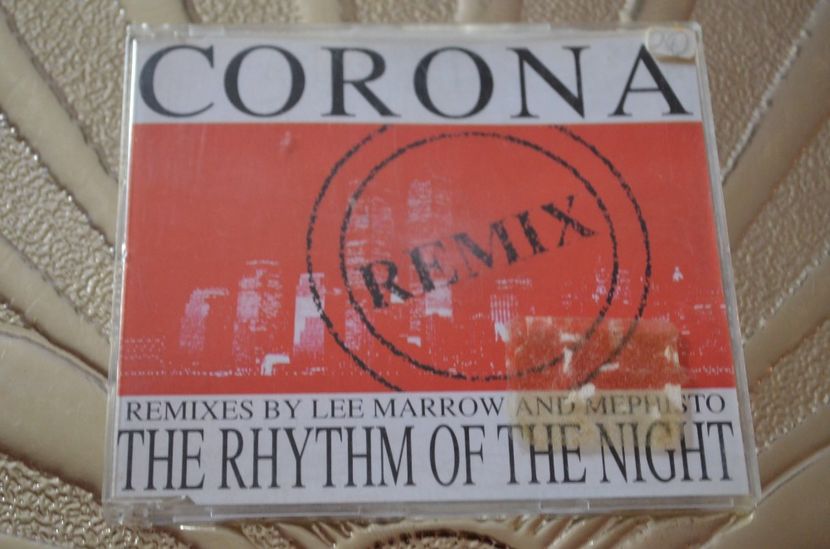 CORONA
REMIX
REMIXES BY LEE MARROW AND MEPHISTO
THE RHYTHM OF THE NIGHT